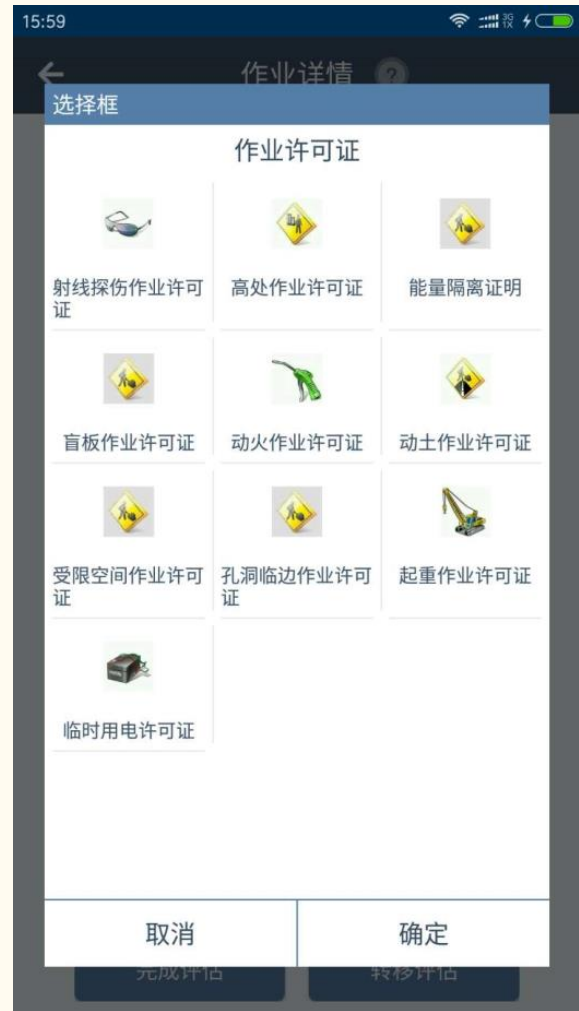 15:59
3G
1X
作业详情 ?
选择框
作业许可证
射线探伤作业许可
证
高处作业许可证
能量隔离证明
盲板作业许可证
动火作业许可证
动土作业许可证
受限空间作业许可
证
孔洞临边作业许可
证
起重作业许可证
临时用电许可证
取消
确定
完成评估
转移评估